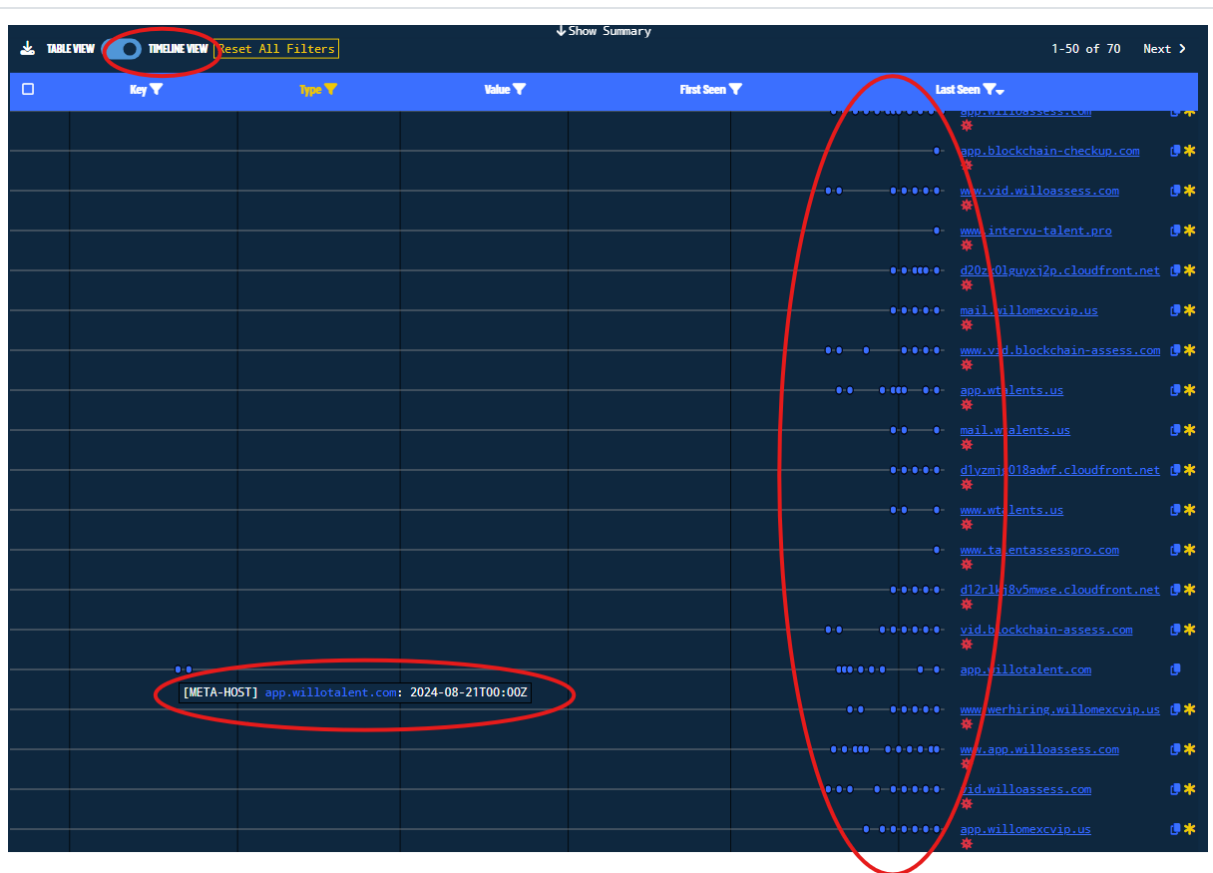 ↓Show Summary
TABLE VIEW TIMELINE VIEW Reset All Filters 1-50 of 70 Next >
Key Type Value First Seen Last Seen
app.willoassess.com
app.blockchain-checkup.com
www.vid.willoassess.com
www.intervu-talent.pro
mail.willomexcvip.us
www.vid.blockchain-assess.com
app.wtalents.us
mail.wtalents.us
www.wtalents.us
www.talentassesspro.com
vid.blockchain-assess.com
app.willotalent.com
[META-HOST] app.willotalent.com: 2024-08-21T00:00Z
www.werhiring.willomexcvip.us
www.app.willoassess.com
vid.willoassess.com
app.willomexcvip.us